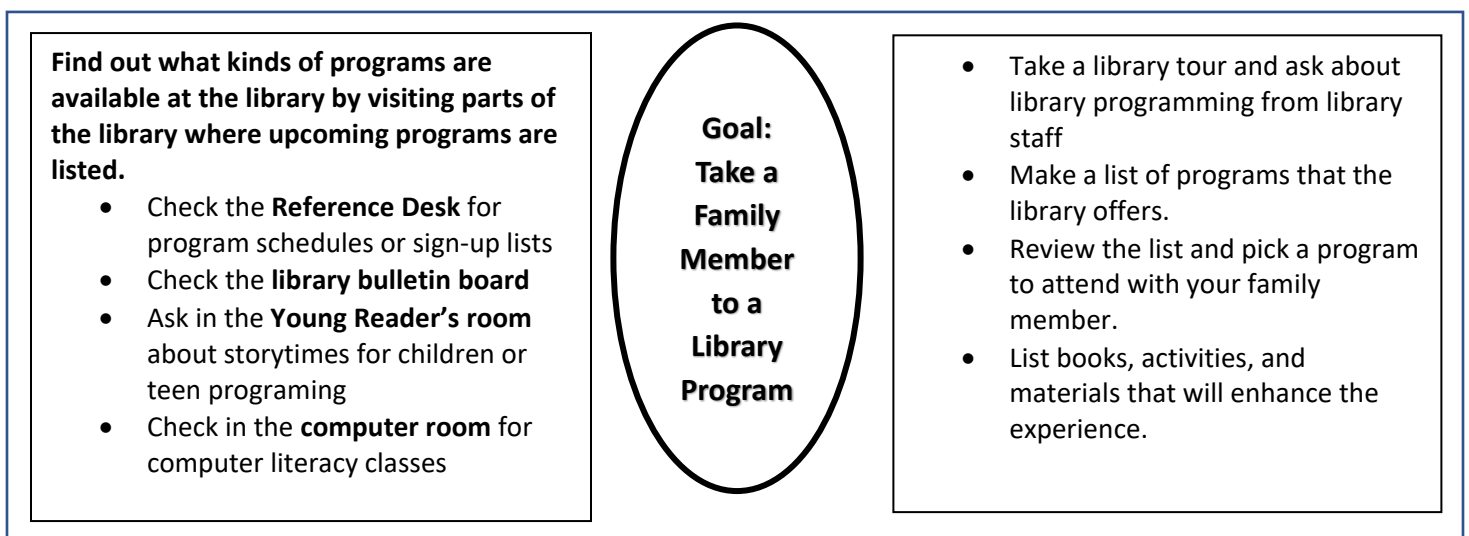 Find out what kinds of programs are
available at the library by visiting parts of
the library where upcoming programs are
listed.
• Check the Reference Desk for
program schedules or sign-up lists
• Check the library bulletin board
• Ask in the Young Reader’s room
about storytimes for children or
teen programing
• Check in the computer room for
computer literacy classes
Goal:
Take a
Family
Member
to a
Library
Program
• Take a library tour and ask about
library programming from library
staff
• Make a list of programs that the
library offers.
• Review the list and pick a program
to attend with your family
member.
• List books, activities, and
materials that will enhance the
experience.